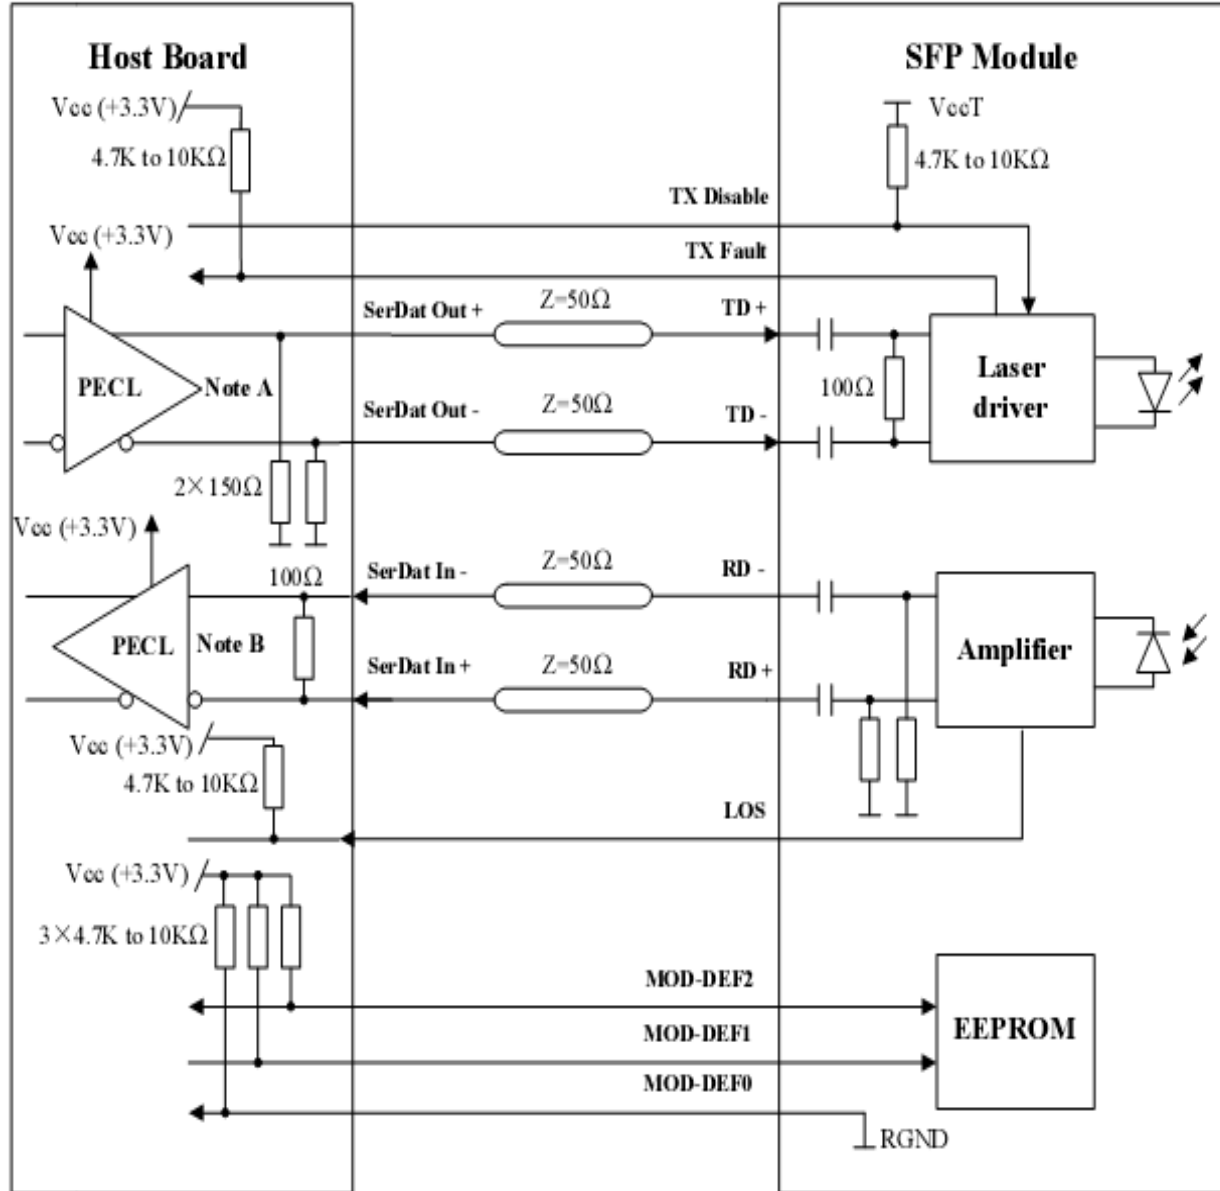 Host Board
SFP Module
Vcc (+3.3V)
VccT
4.7K to 10KΩ
4.7K to 10KΩ
TX Disable
Vcc (+3.3V)
TX Fault
SerDat Out +
Z=50Ω
TD +
PECL
Note A
100Ω
Laser
driver
SerDat Out -
Z=50Ω
TD -
2×150Ω
Vcc (+3.3V)
100Ω
SerDat In -
Z=50Ω
RD -
PECL
Note B
Amplifier
SerDat In +
Z=50Ω
RD +
Vcc (+3.3V)
4.7K to 10KΩ
LOS
Vcc (+3.3V)
3×4.7K to 10KΩ
MOD-DEF2
EEPROM
MOD-DEF1
MOD-DEF0
RGND